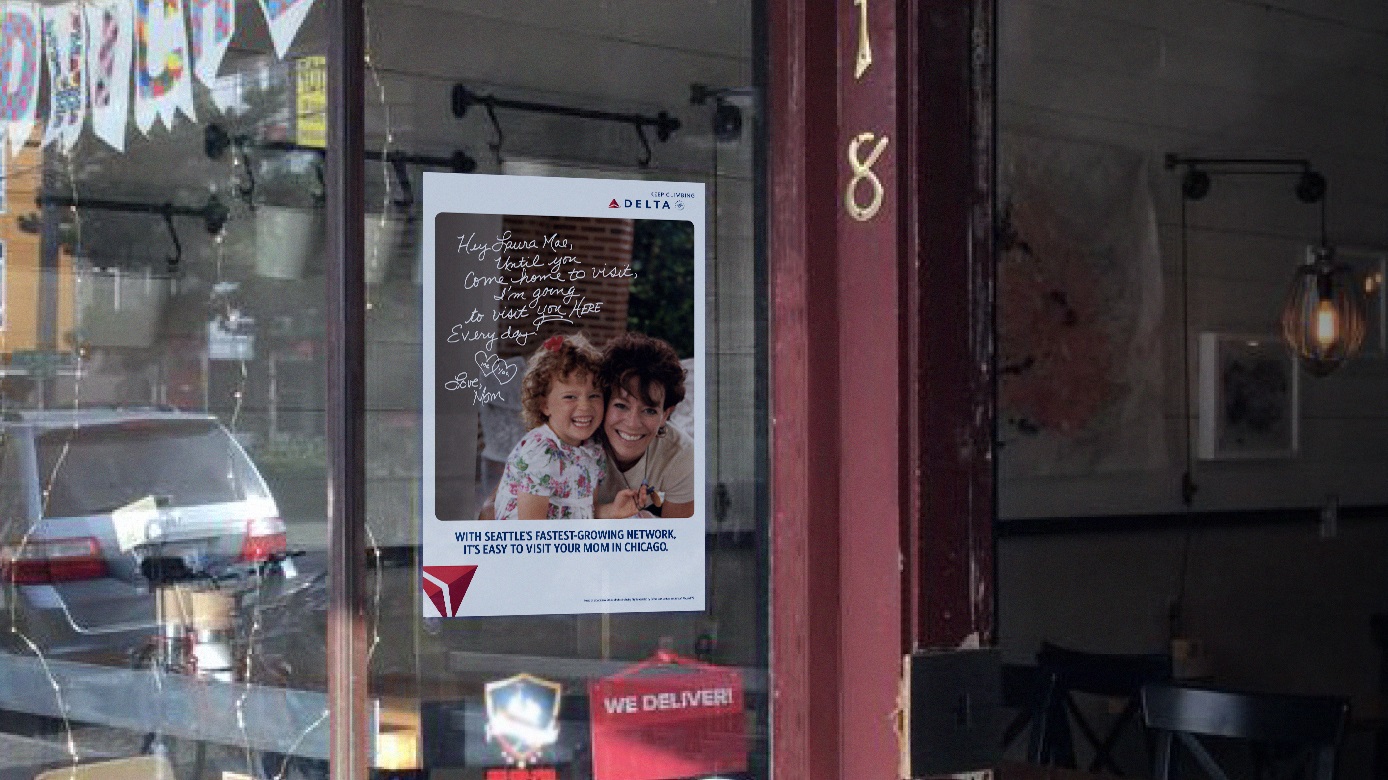 KEEP CLIMBING
DELTA
Hey Laura Mae,
Until you
Come home to visit,
I'm going
to visit you HERE
Every day
Love,
Mom
WITH SEATTLE'S FASTEST-GROWING NETWORK,
IT'S EASY TO VISIT YOUR MOM IN CHICAGO.
WE DELIVER!
1
8